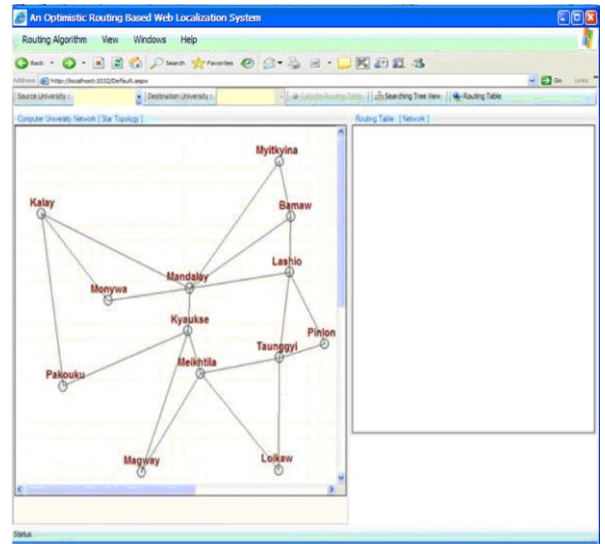 An Optimistic Routing Based Web Localization System
Routing Algorithm View Windows Help
Back Search Favorites
Address http://localhost:1032/Default.aspx Go Links
Source University : Destination University : Calculate Routing Table Searching Tree View Routing Table
Computer University Network [ Star Topology ] Routing Table [ Network ]
Myitkyina
Kalay
Bamaw
Lashio
Mandalay
Monywa
Kyaukse
Pinlon
Taunggyi
Meikhtila
Pakouku
Magway
Loikaw
Status